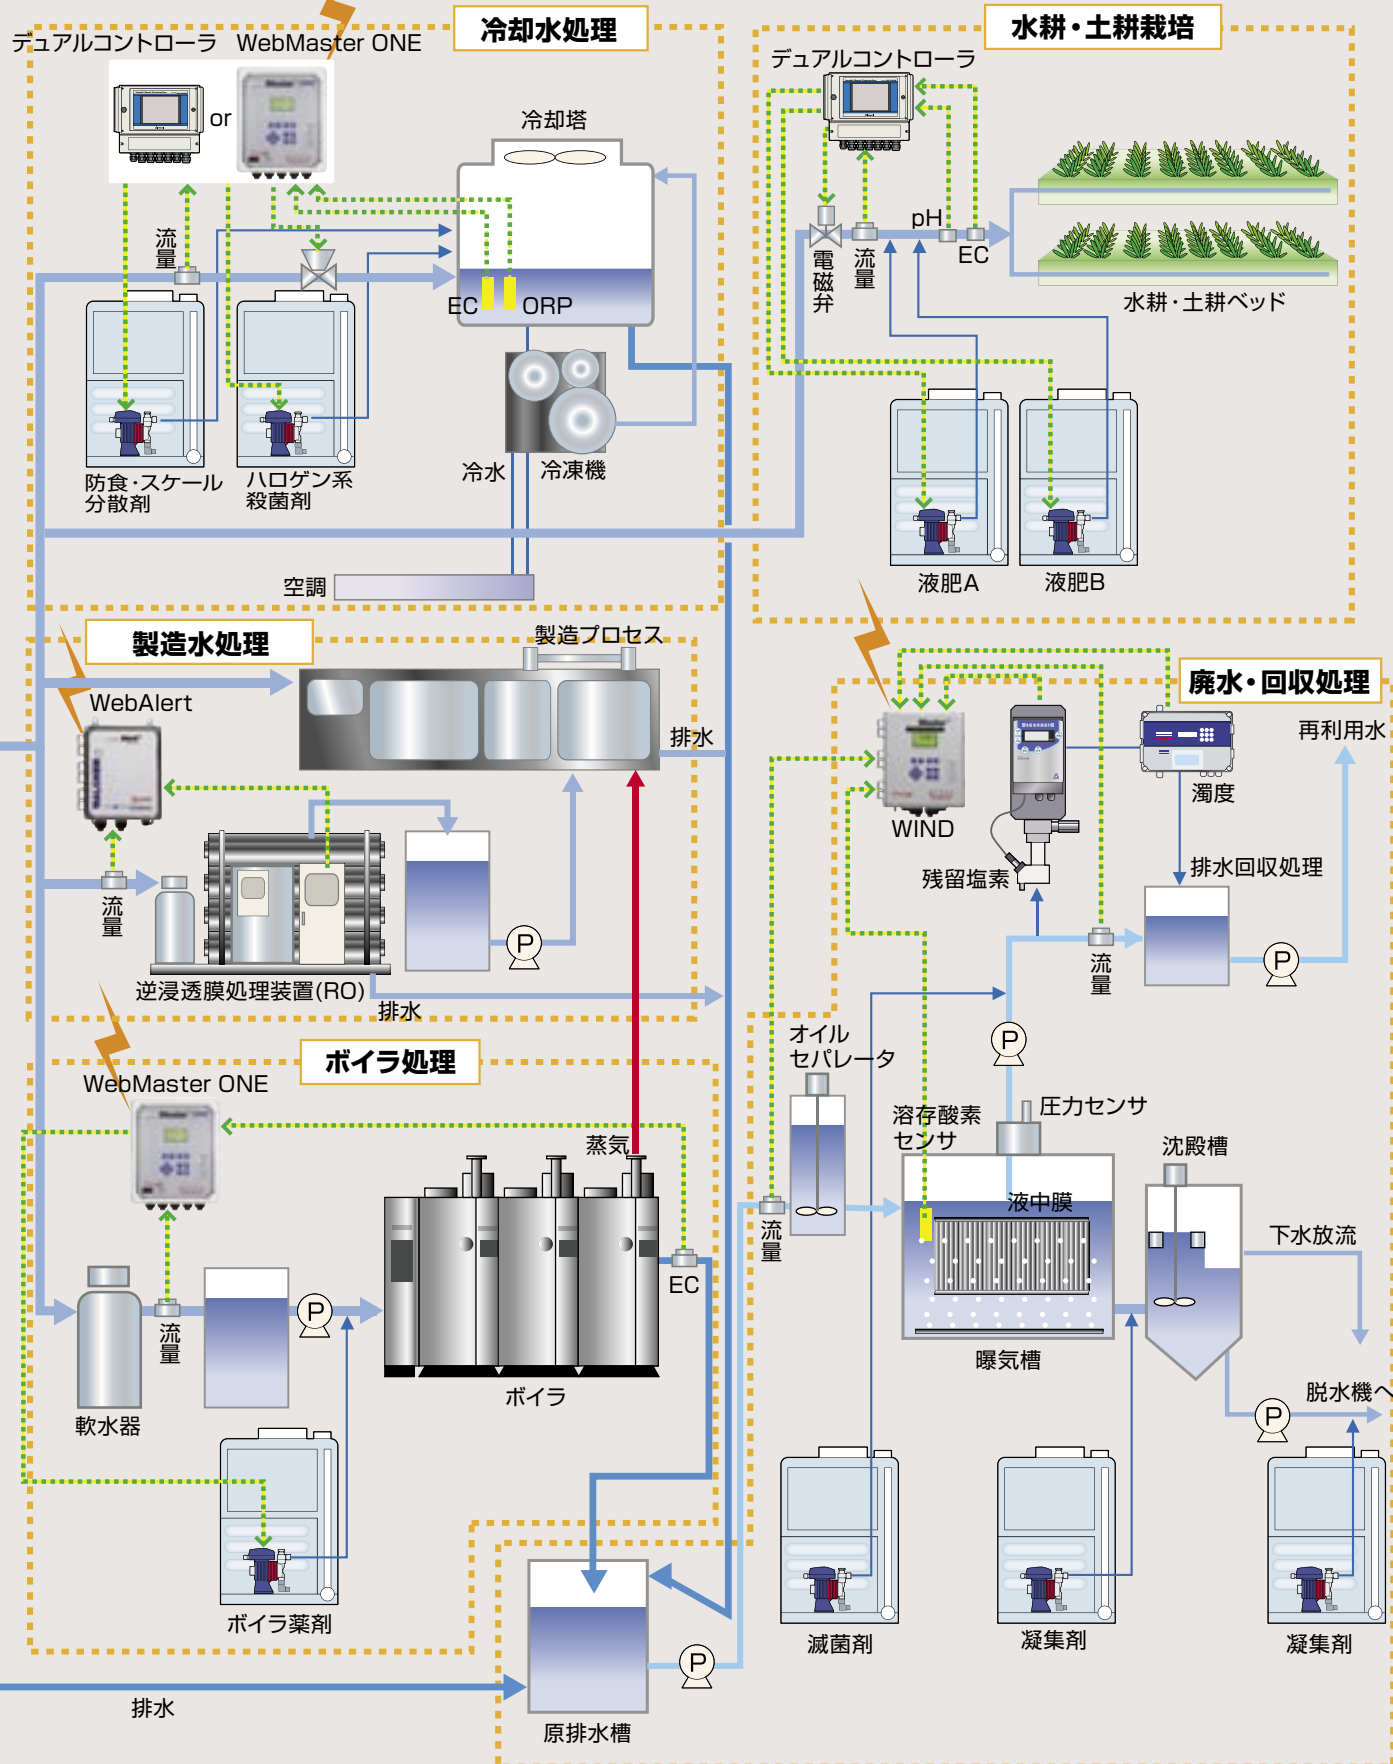 冷却水処理
デュアルコントローラ
WebMaster ONE
or
冷却塔
流量
EC
ORP
防食・スケール
分散剤
ハロゲン系
殺菌剤
冷水
冷凍機
空調
水耕・土耕栽培
デュアルコントローラ
pH
EC
電磁弁
流量
水耕・土耕ベッド
液肥A
液肥B
製造水処理
製造プロセス
WebAlert
排水
流量
P
逆浸透膜処理装置(RO)
排水
ボイラ処理
WebMaster ONE
蒸気
EC
流量
P
軟水器
ボイラ
ボイラ薬剤
廃水・回収処理
再利用水
WIND
濁度
残留塩素
排水回収処理
流量
P
P
オイル
セパレータ
溶存酸素
センサ
圧力センサ
沈殿槽
液中膜
流量
下水放流
曝気槽
脱水機へ
P
滅菌剤
凝集剤
凝集剤
P
排水
原排水槽